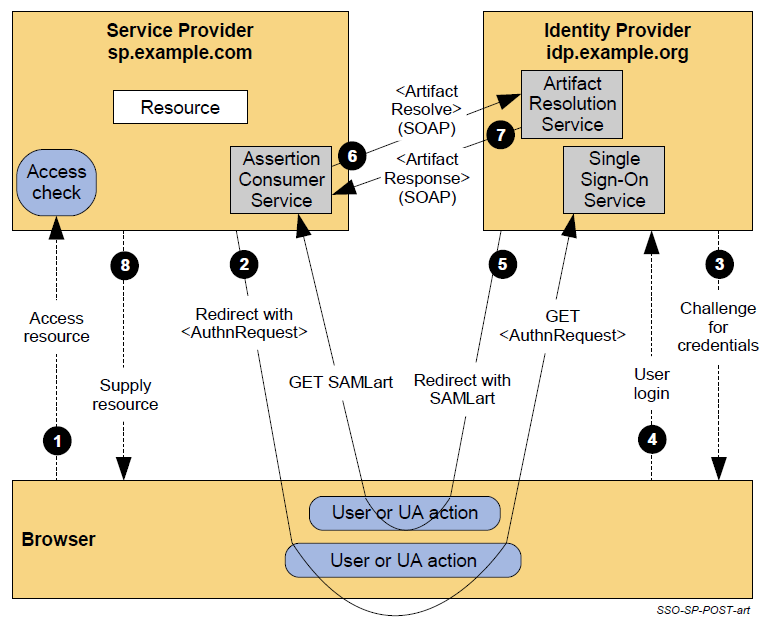 Service Provider
sp.example.com
Identity Provider
idp.example.org
Resource
Access
check
Assertion
Consumer
Service
<Artifact
Resolve>
(SOAP)
6
7
<Artifact
Response>
(SOAP)
Artifact
Resolution
Service
Single
Sign-On
Service
8
2
5
3
Access
resource
Redirect with
<AuthnRequest>
GET
<AuthnRequest>
Challenge
for
credentials
Supply
resource
GET SAMLart
Redirect with
SAMLart
User
login
1
4
Browser
User or UA action
User or UA action
SSO-SP-POST-art